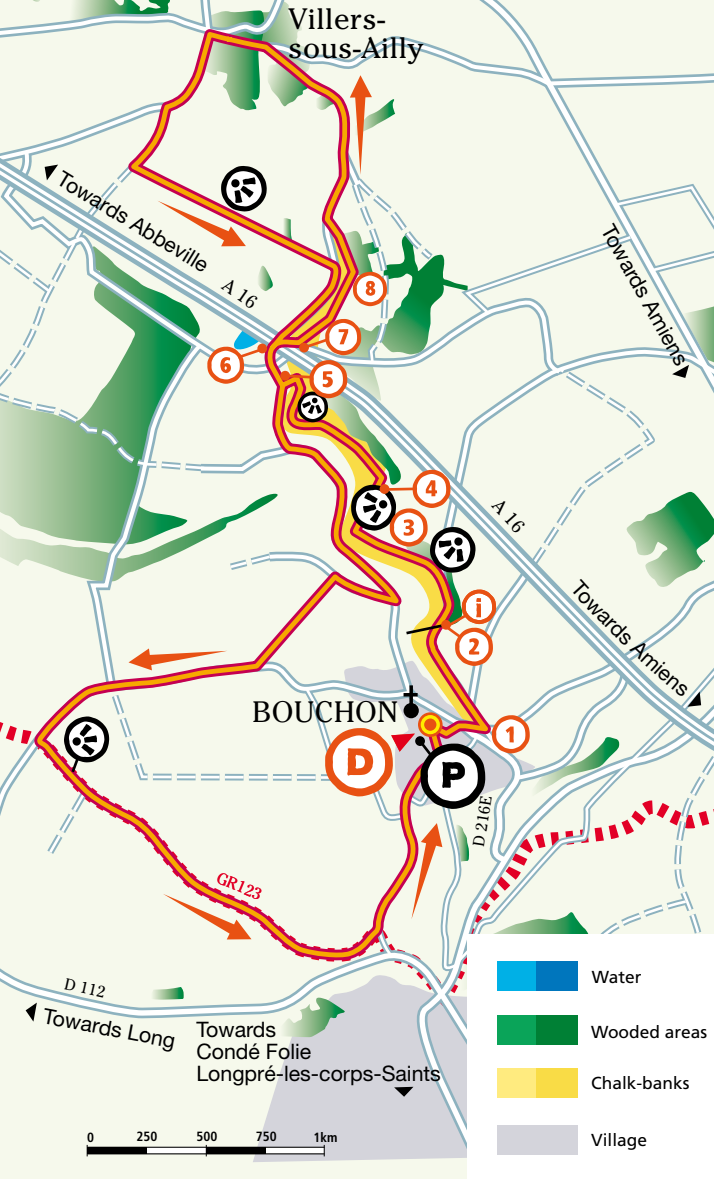 Villers-
sous-Ailly
Towards Abbeville
A 16
Towards Amiens
8
7
6
5
4
3
A 16
i
2
Towards Amiens
BOUCHON
1
D
P
D 216E
GR123
D 112
Towards Long
Towards
Condé Folie
Longpré-les-corps-Saints
Water
Wooded areas
Chalk-banks
Village
0 250 500 750 1km